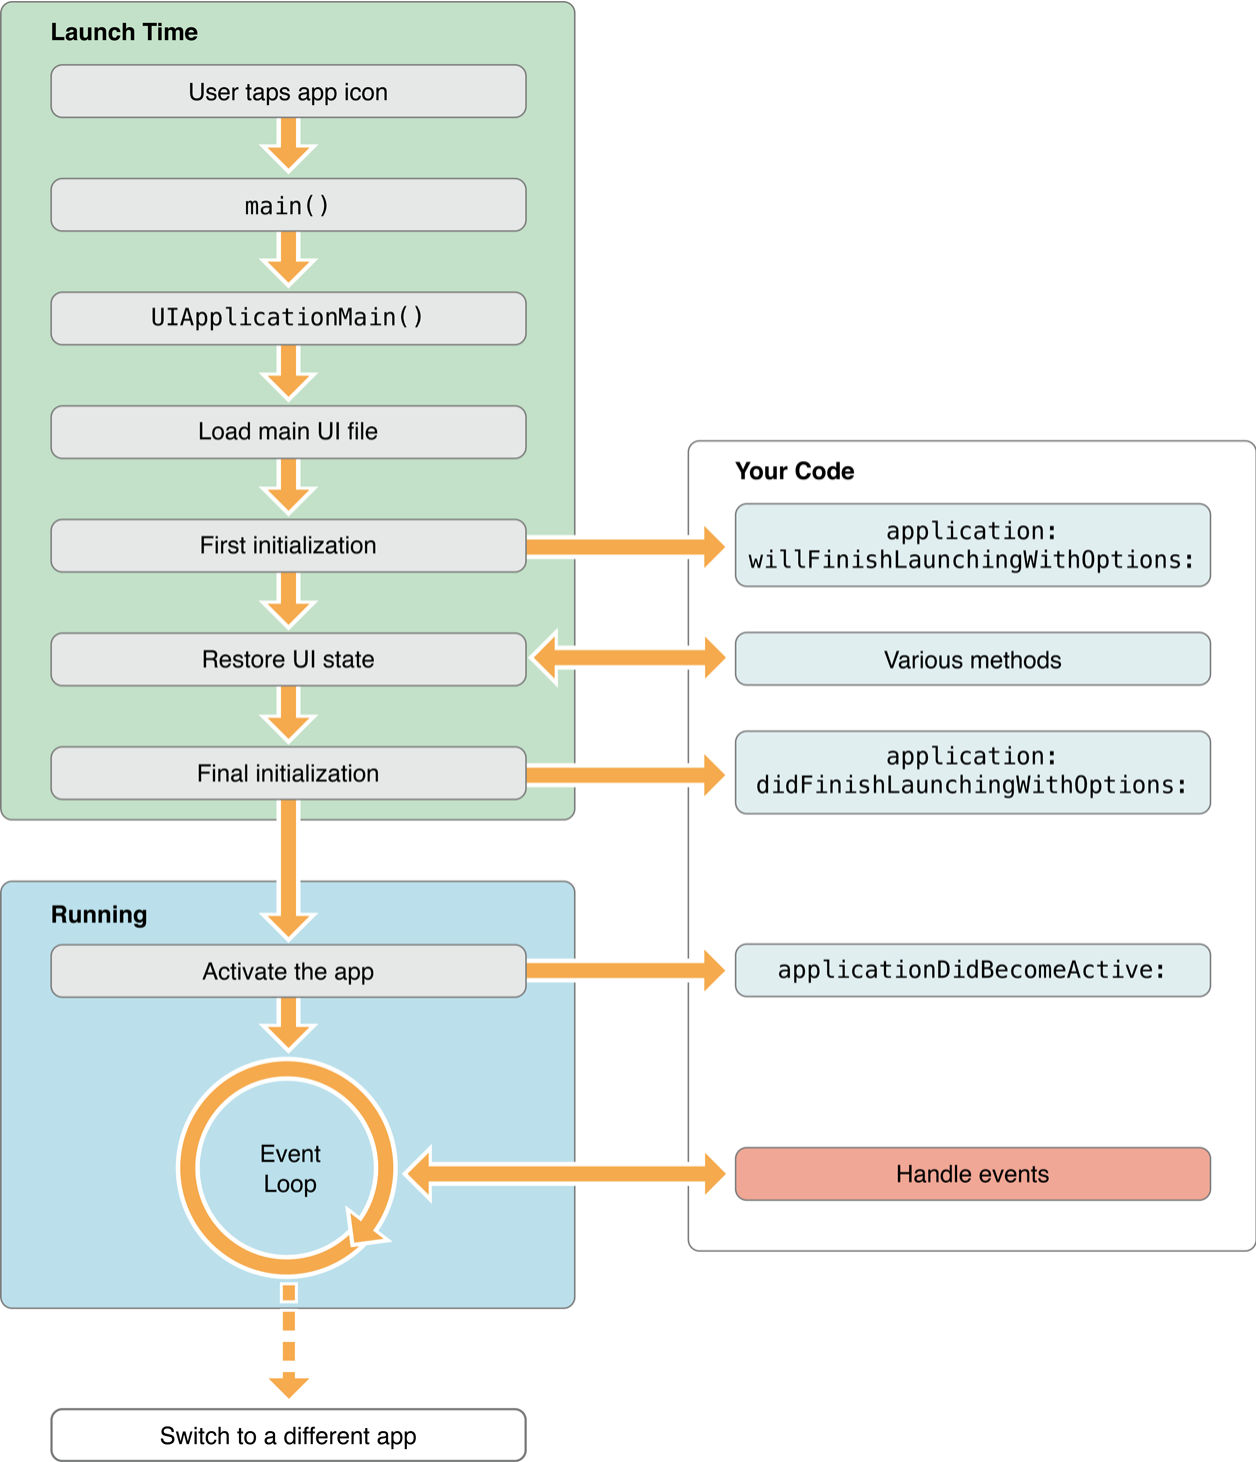 Launch Time
User taps app icon
main()
UIApplicationMain()
Load main UI file
First initialization
Restore UI state
Final initialization
Your Code
application:
willFinishLaunchingWithOptions:
Various methods
application:
didFinishLaunchingWithOptions:
applicationDidBecomeActive:
Handle events
Running
Activate the app
Event
Loop
Switch to a different app